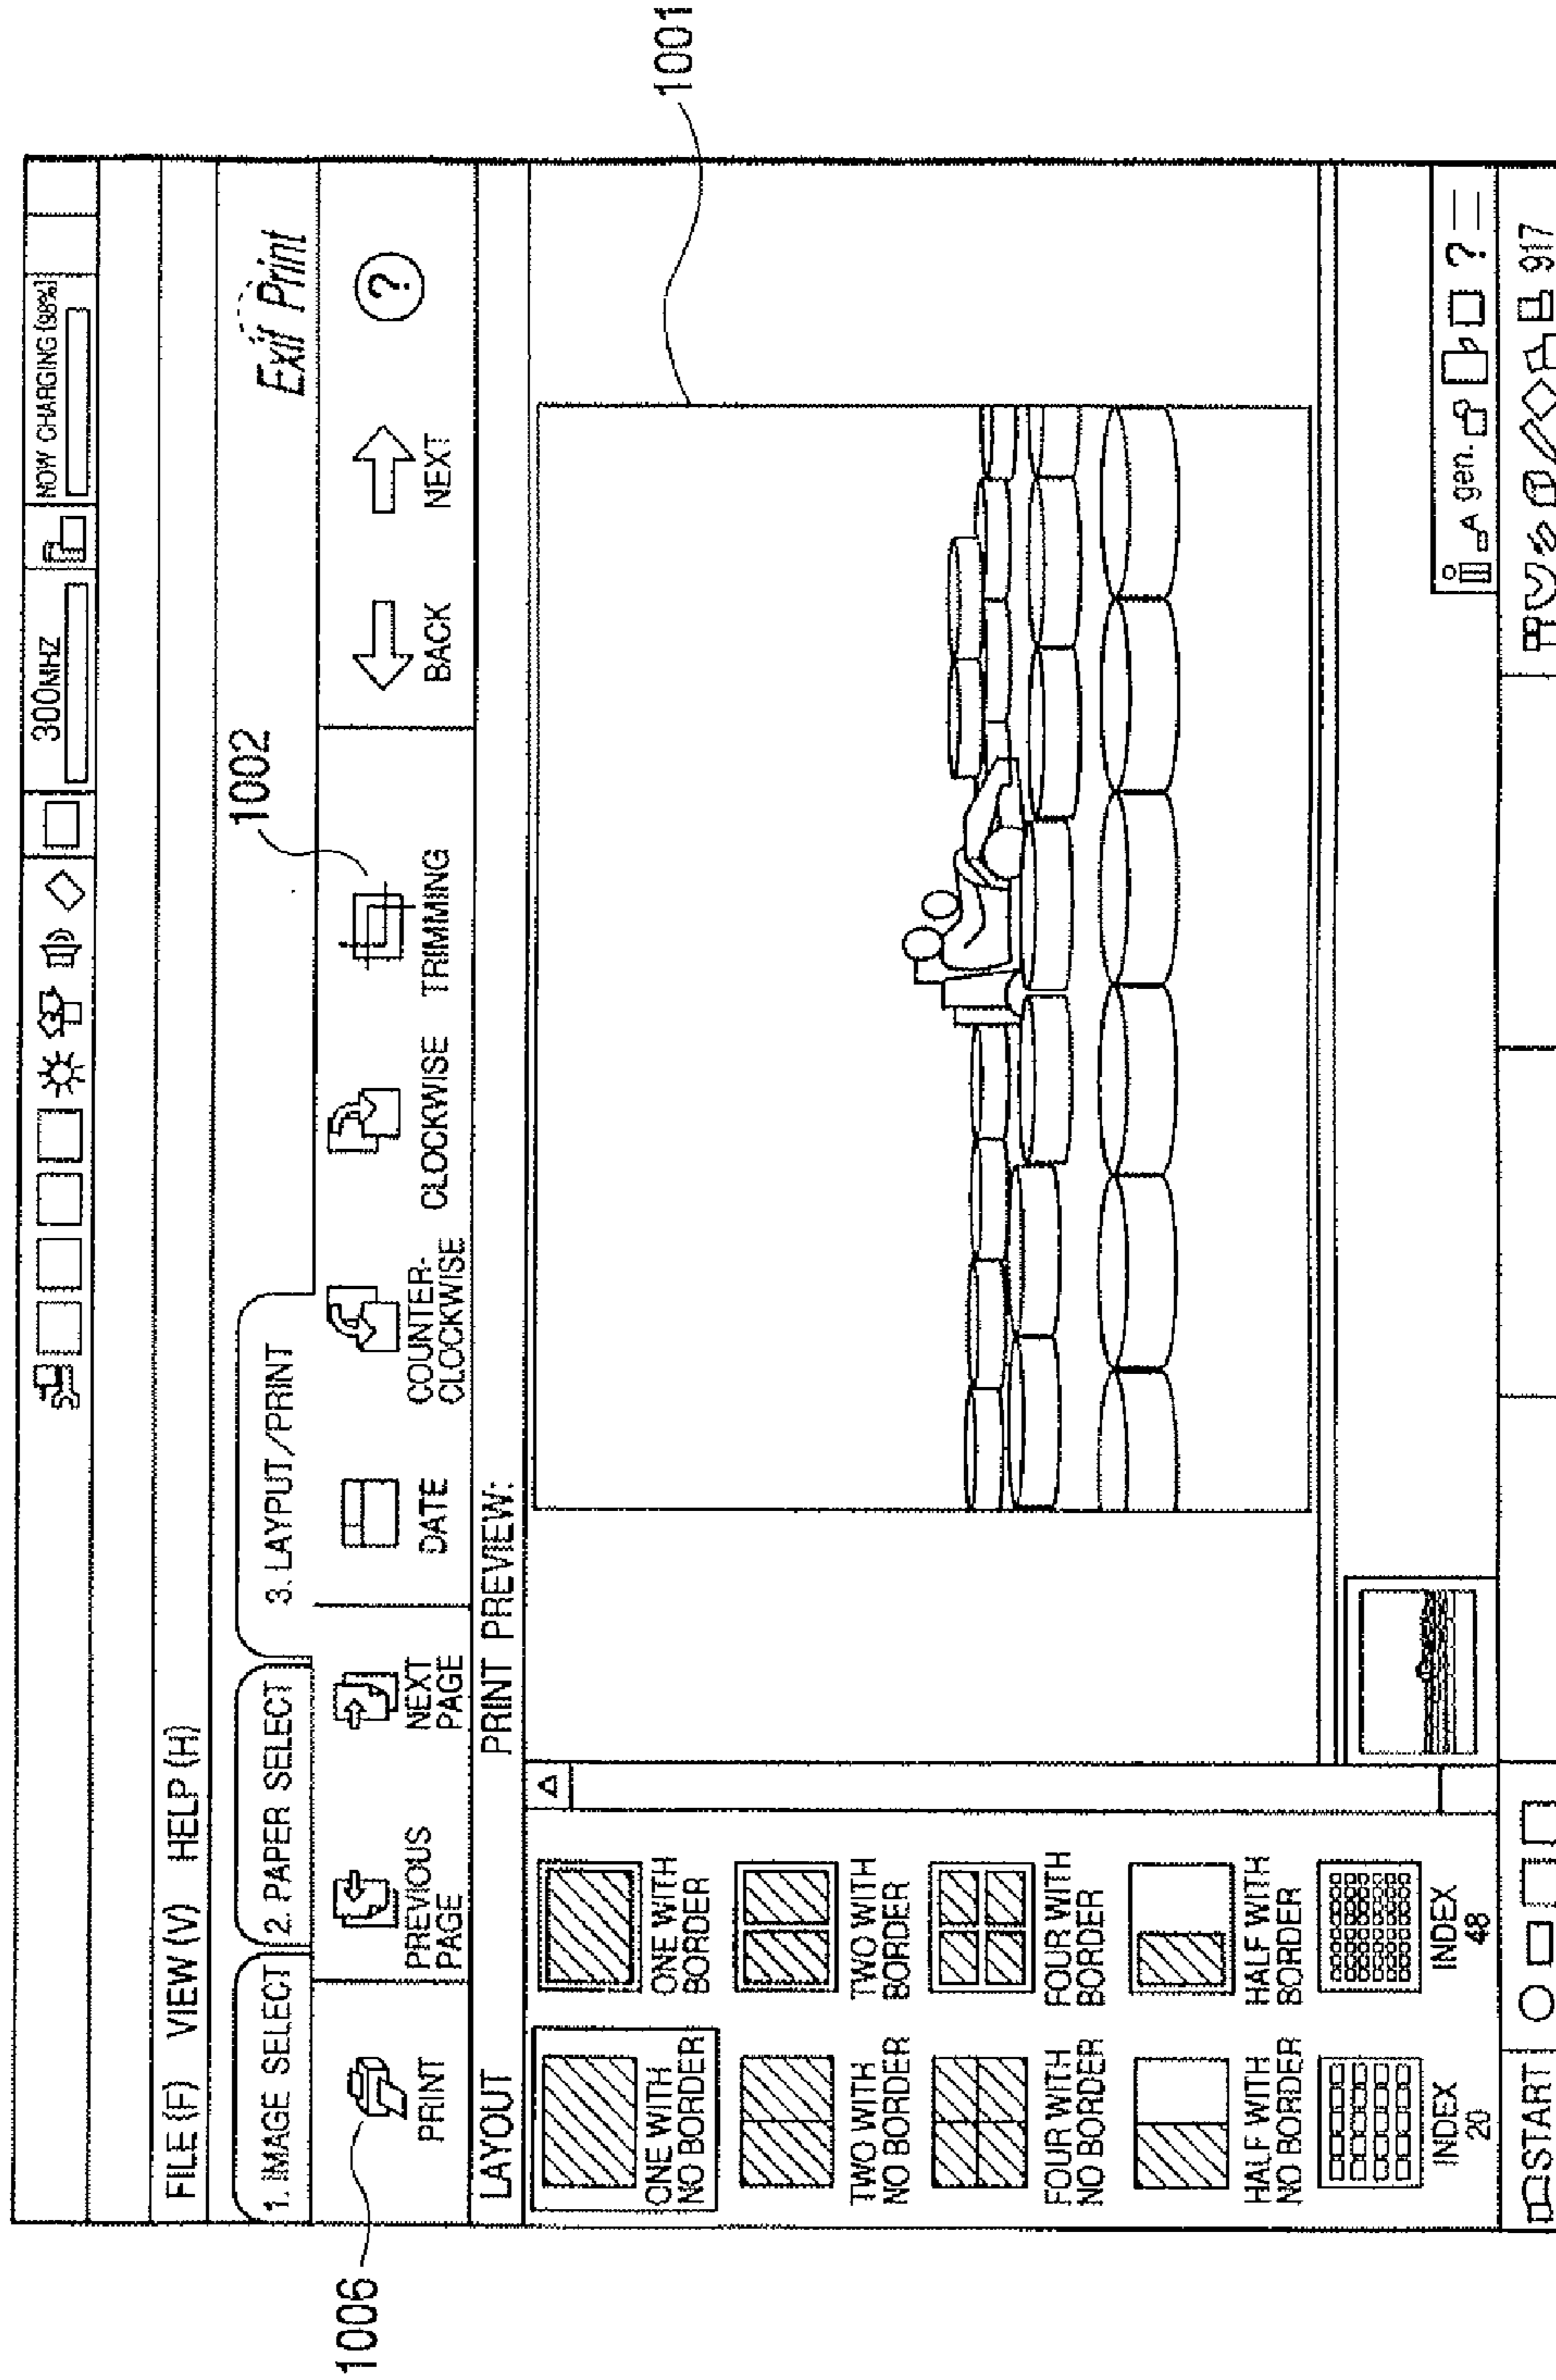 300MHZ
NOW CHARGING (98%)
FILE (F) VIEW (V) HELP (H)
1. IMAGE SELECT
2. PAPER SELECT
3. LAYPUT/PRINT
Exif Print
1002
1006
PRINT
PREVIOUS
PAGE
NEXT
PAGE
DATE
COUNTER-
CLOCKWISE
CLOCKWISE
TRIMMING
BACK
NEXT
?
LAYOUT
PRINT PREVIEW:
1001
ONE WITH
NO BORDER
ONE WITH
BORDER
TWO WITH
NO BORDER
TWO WITH
BORDER
FOUR WITH
NO BORDER
FOUR WITH
BORDER
HALF WITH
NO BORDER
HALF WITH
BORDER
INDEX
20
INDEX
48
A gen. ?
START
917